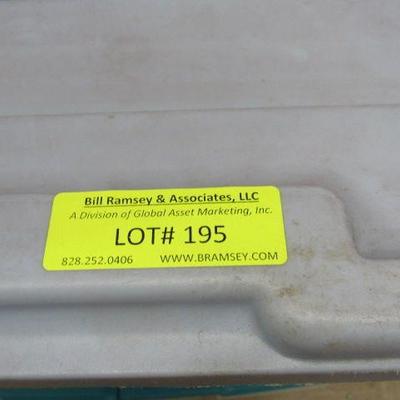 Bill Ramsey & Associates, LLC
A Division of Global Asset Marketing, Inc.
LOT# 195
828.252.0406 WWW.BRAMSEY.COM